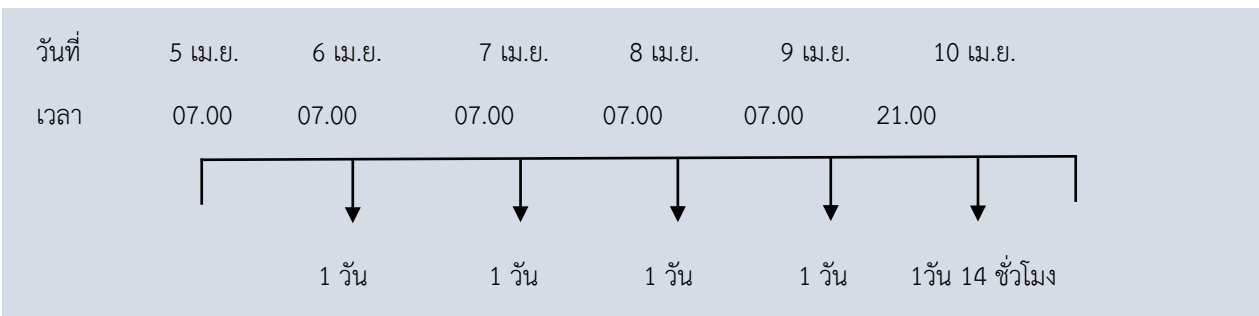 วันที่ 5 เม.ย. 6 เม.ย. 7 เม.ย. 8 เม.ย. 9 เม.ย. 10 เม.ย.
เวลา 07.00 07.00 07.00 07.00 07.00 21.00
1 วัน 1 วัน 1 วัน 1 วัน 1วัน 14 ชั่วโมง